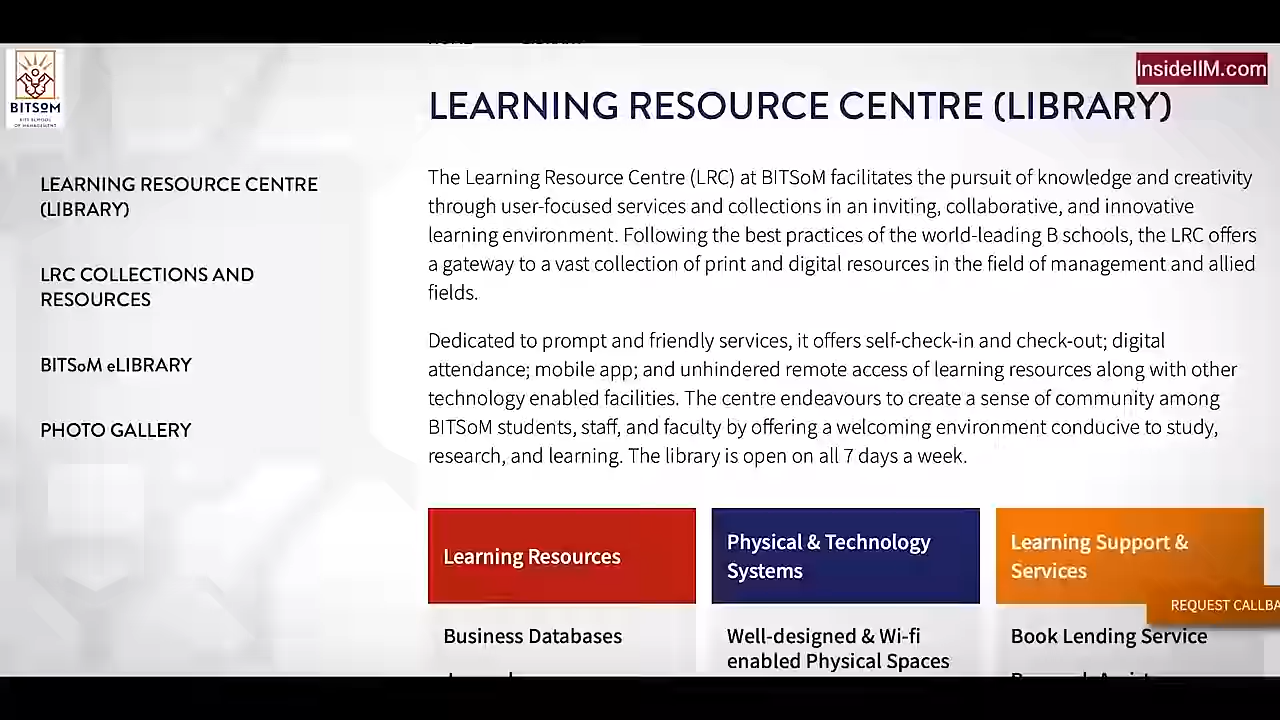 InsideIIM.com
BITSoM
BITS SCHOOL
OF MANAGEMENT
LEARNING RESOURCE CENTRE (LIBRARY)
LEARNING RESOURCE CENTRE
(LIBRARY)
LRC COLLECTIONS AND
RESOURCES
BITSoM eLIBRARY
PHOTO GALLERY
The Learning Resource Centre (LRC) at BITSoM facilitates the pursuit of knowledge and creativity
through user-focused services and collections in an inviting, collaborative, and innovative
learning environment. Following the best practices of the world-leading B schools, the LRC offers
a gateway to a vast collection of print and digital resources in the field of management and allied
fields.
Dedicated to prompt and friendly services, it offers self-check-in and check-out; digital
attendance; mobile app; and unhindered remote access of learning resources along with other
technology enabled facilities. The centre endeavours to create a sense of community among
BITSoM students, staff, and faculty by offering a welcoming environment conducive to study,
research, and learning. The library is open on all 7 days a week.
Learning Resources
Physical & Technology
Systems
Learning Support &
Services
REQUEST CALLBA
Business Databases
Well-designed & Wi-fi
enabled Physical Spaces
Book Lending Service